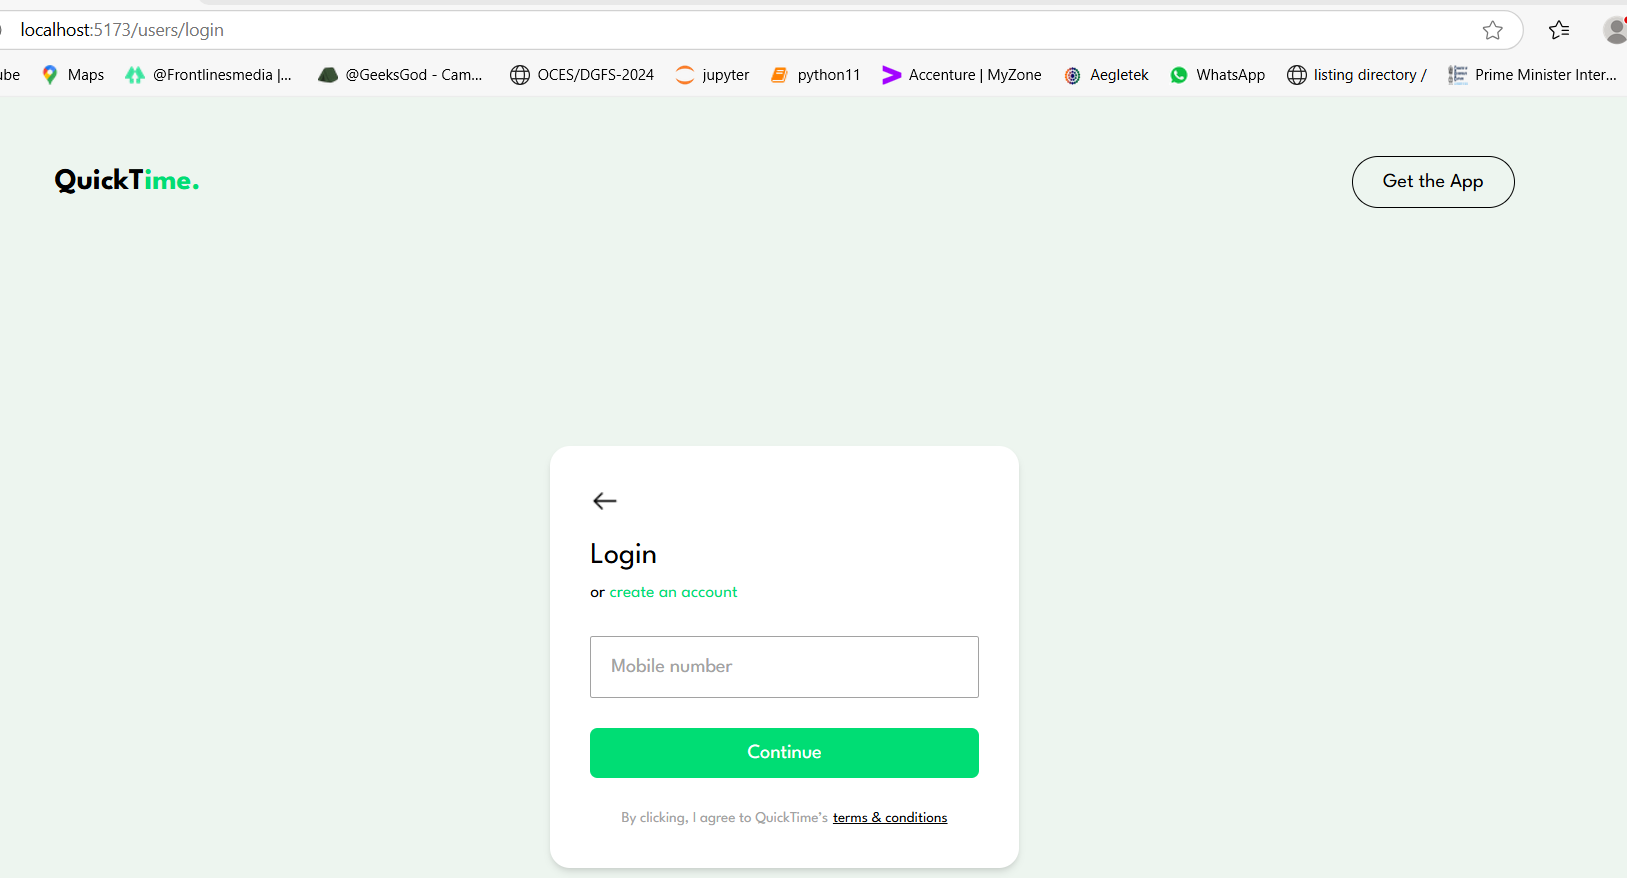 localhost:5173/users/login
ube Maps @Frontlinesmedia |... @GeeksGod - Cam... OCES/DGFS-2024 jupyter python11 Accenture | MyZone Aegletek WhatsApp listing directory / Prime Minister Inter...
QuickTime. Get the App
Login
or create an account
Mobile number
Continue
By clicking, I agree to QuickTime's terms & conditions